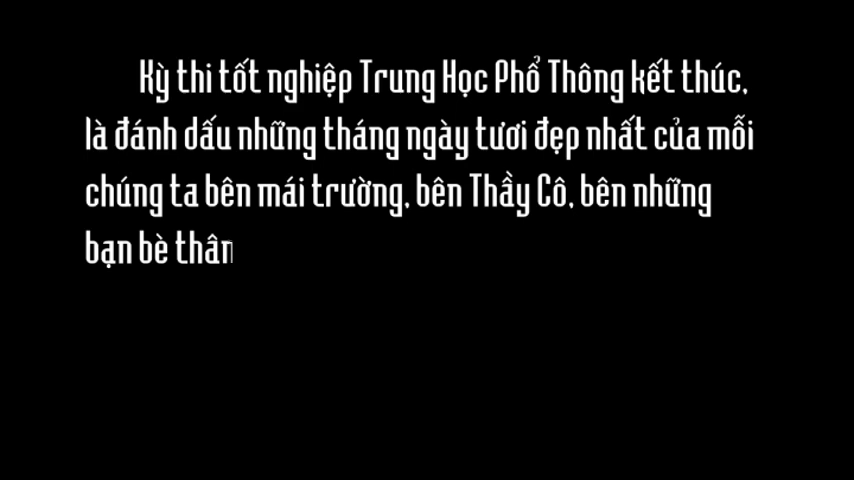 Kỳ thi tốt nghiệp Trung Học Phổ Thông kết thúc,
là đánh dấu những tháng ngày tươi đẹp nhất của mỗi
chúng ta bên mái trường, bên Thầy Cô, bên những
bạn bè thân